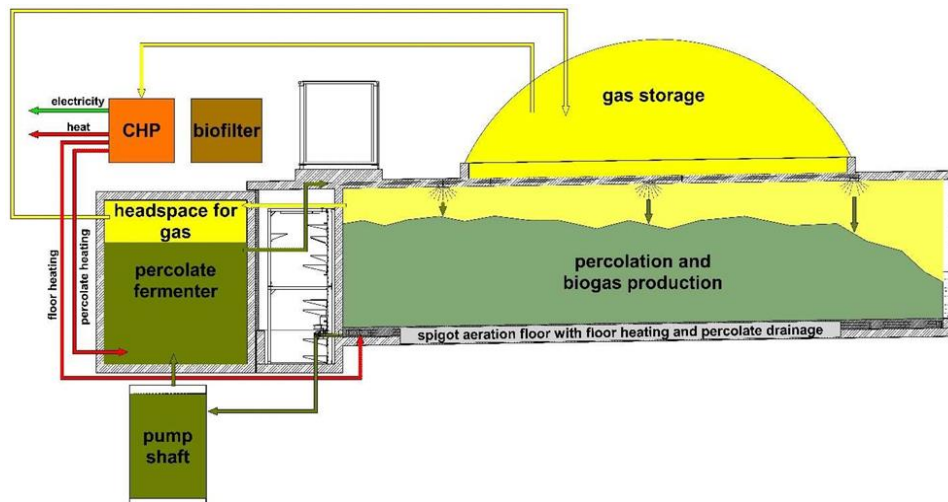 gas storage
electricity
heat
CHP
biofilter
headspace for
gas
percolate
fermenter
floor heating
percolate heating
percolation and
biogas production
spigot aeration floor with floor heating and percolate drainage
pump
shaft